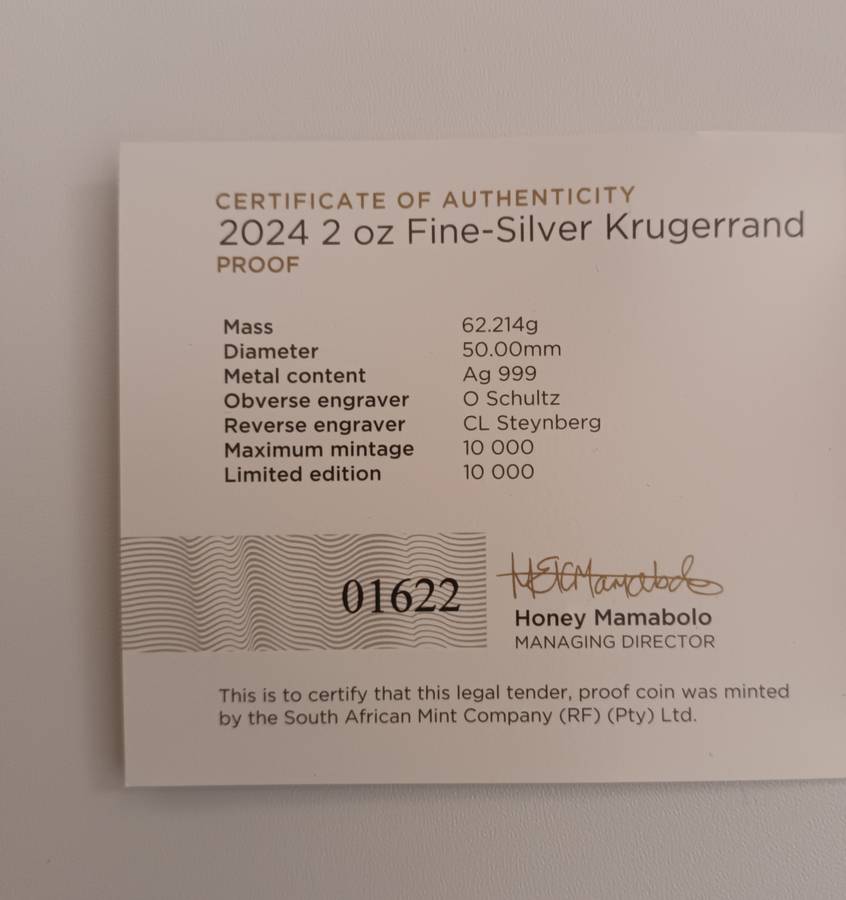 CERTIFICATE OF AUTHENTICITY
2024 2 oz Fine-Silver Krugerrand
PROOF
Mass 62.214g
Diameter 50.00mm
Metal content Ag 999
Obverse engraver O Schultz
Reverse engraver CL Steynberg
Maximum mintage 10 000
Limited edition 10 000
01622
Honey Mamabolo
MANAGING DIRECTOR
This is to certify that this legal tender, proof coin was minted
by the South African Mint Company (RF) (Pty) Ltd.